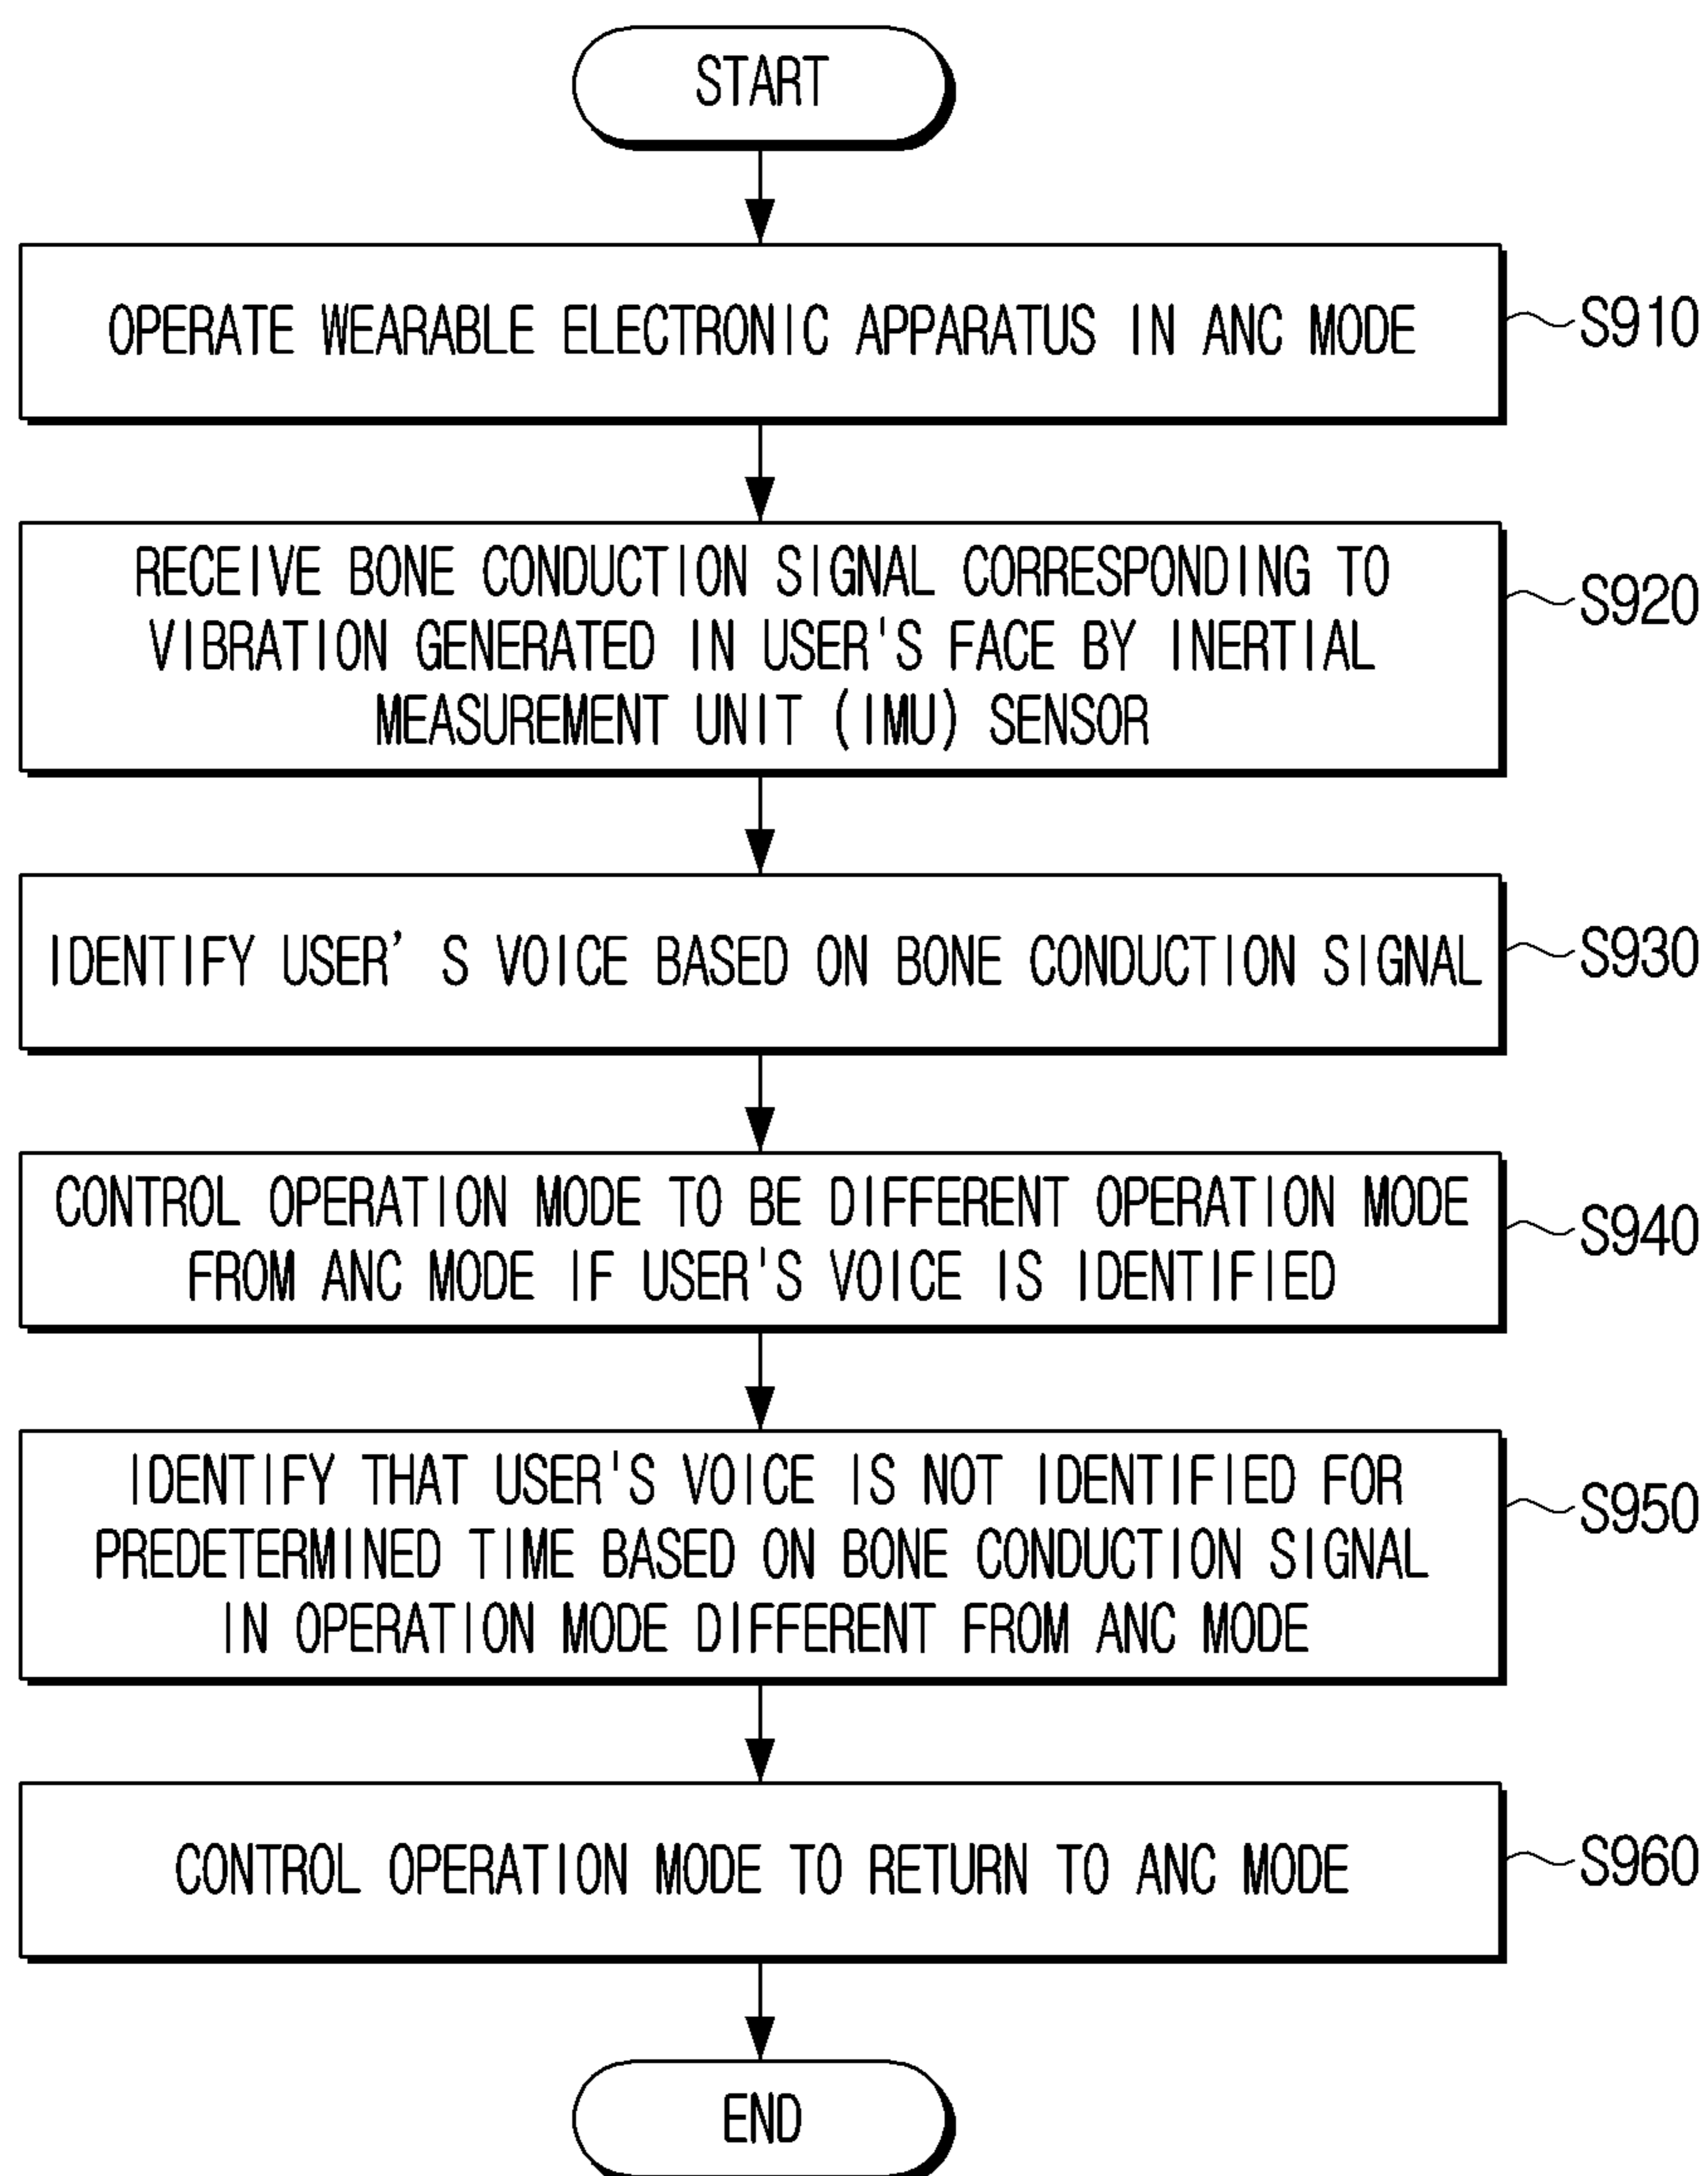 START
OPERATE WEARABLE ELECTRONIC APPARATUS IN ANC MODE
S910
RECEIVE BONE CONDUCTION SIGNAL CORRESPONDING TO
VIBRATION GENERATED IN USER'S FACE BY INERTIAL
MEASUREMENT UNIT (IMU) SENSOR
S920
IDENTIFY USER' S VOICE BASED ON BONE CONDUCTION SIGNAL
S930
CONTROL OPERATION MODE TO BE DIFFERENT OPERATION MODE
FROM ANC MODE IF USER'S VOICE IS IDENTIFIED
S940
IDENTIFY THAT USER'S VOICE IS NOT IDENTIFIED FOR
PREDETERMINED TIME BASED ON BONE CONDUCTION SIGNAL
IN OPERATION MODE DIFFERENT FROM ANC MODE
S950
CONTROL OPERATION MODE TO RETURN TO ANC MODE
S960
END